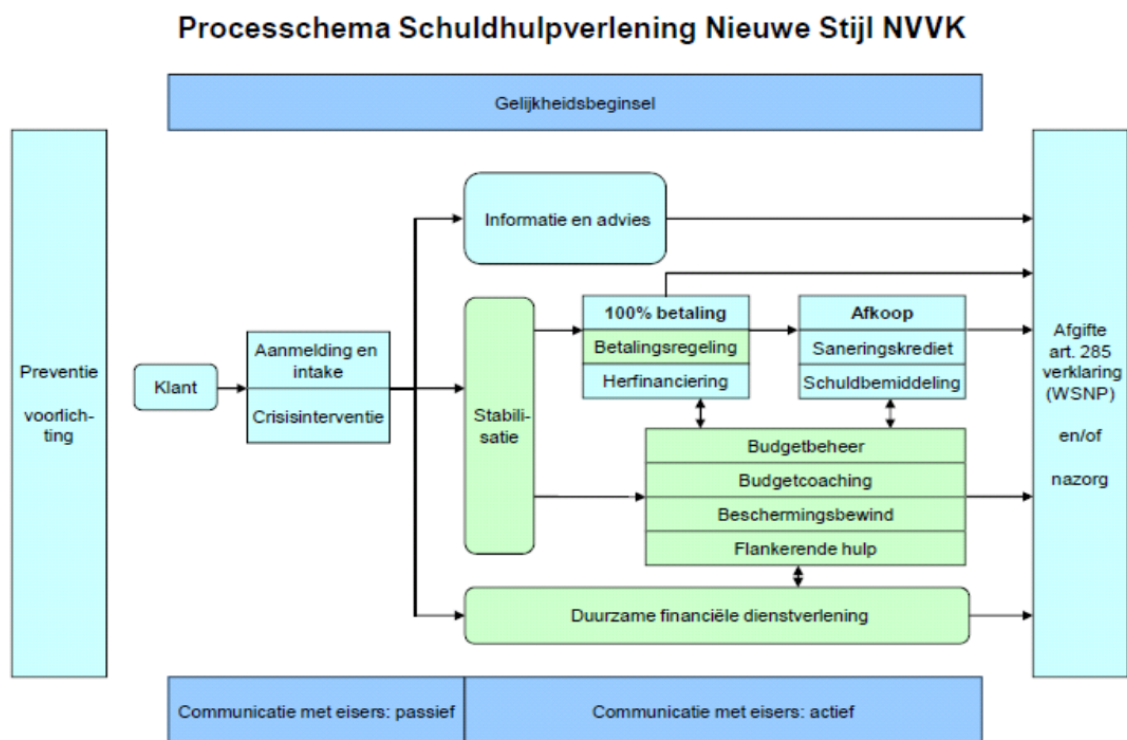 Processchema Schuldhulpverlening Nieuwe Stijl NVVK
Gelijkheidsbeginsel
Preventie
voorlich-
ting
Klant
Aanmelding en
intake
Crisisinterventie
Informatie en advies
Stabili-
satie
100% betaling
Betalingsregeling
Herfinanciering
Afkoop
Saneringskrediet
Schuldbemiddeling
Budgetbeheer
Budgetcoaching
Beschermingsbewind
Flankerende hulp
Duurzame financiële dienstverlening
Afgifte
art. 285
verklaring
(WSNP)
en/of
nazorg
Communicatie met eisers: passief
Communicatie met eisers: actief